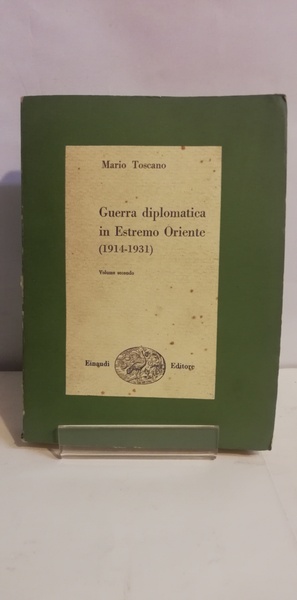 Mario Toscano
Guerra diplomatica
in Estremo Oriente
(1914-1931)
Volume secondo
Einaudi Editore